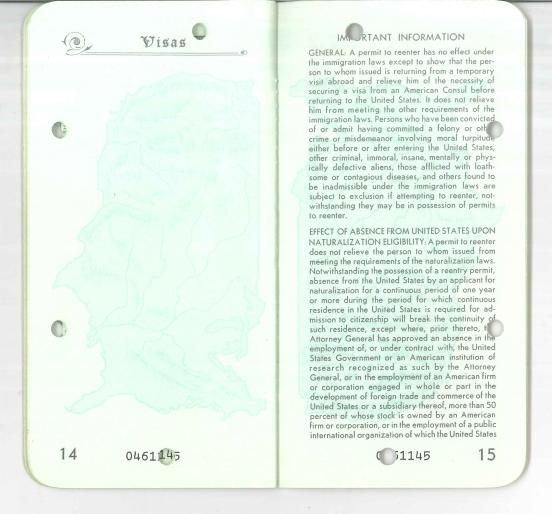 Visas
14
0461145
IMPORTANT INFORMATION
GENERAL: A permit to reenter has no effect under
the immigration laws except to show that the per-
son to whom issued is returning from a temporary
visit abroad and relieve him of the necessity of
securing a visa from an American Consul before
returning to the United States. It does not relieve
him from meeting the other requirements of the
immigration laws. Persons who have been convicted
of or admit having committed a felony or other
crime or misdemeanor involving moral turpitude
either before or after entering the United States,
other criminal, immoral, insane, mentally or phys-
ically defective aliens, those afflicted with loath-
some or contagious diseases, and others found to
be inadmissible under the immigration laws are
subject to exclusion if attempting to reenter, not-
withstanding they may be in possession of permits
to reenter.
EFFECT OF ABSENCE FROM UNITED STATES UPON
NATURALIZATION ELIGIBILITY: A permit to reenter
does not relieve the person to whom issued from
meeting the requirements of the naturalization laws.
Notwithstanding the possession of a reentry permit,
absence from the United States by an applicant for
naturalization for a continuous period of one year
or more during the period for which continuous
residence in the United States is required for ad-
mission to citizenship will break the continuity of
such residence, except where, prior thereto, the
Attorney General has approved an absence in the
employment of, or under contract with, the United
States Government or an American institution of
research recognized as such by the Attorney
General, or in the employment of an American firm
or corporation engaged in whole or part in the
development of foreign trade and commerce of the
United States or a subsidiary thereof, more than 50
percent of whose stock is owned by an American
firm or corporation, or in the employment of a public
international organization of which the United States
0461145
15